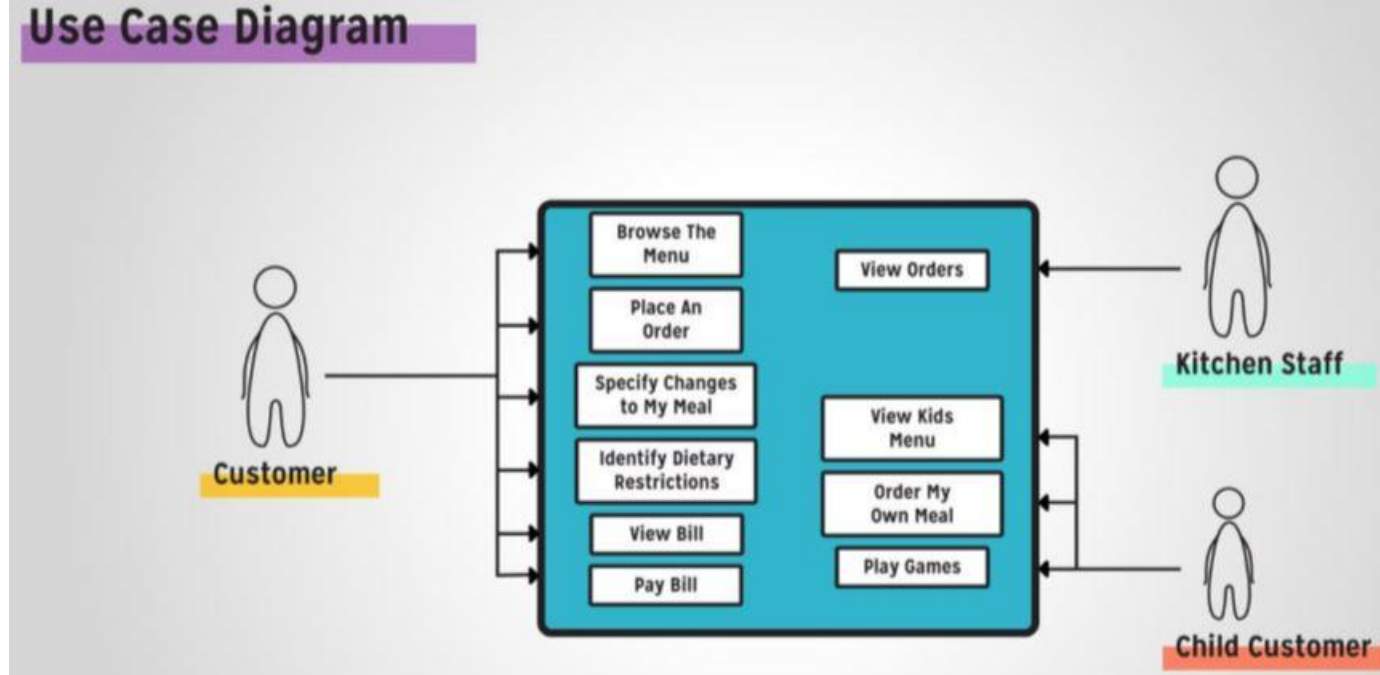 Use Case Diagram
Browse The
Menu
Place An
Order
Specify Changes
to My Meal
Identify Dietary
Restrictions
View Bill
Pay Bill
View Orders
View Kids
Menu
Order My
Own Meal
Play Games
Customer
Kitchen Staff
Child Customer